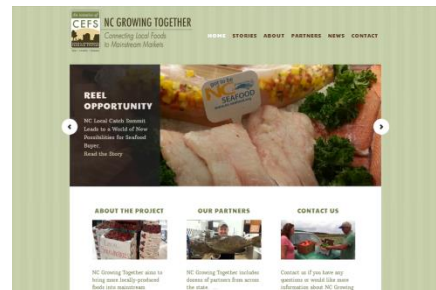 CEFS
NC GROWING TOGETHER
Connecting Local Foods
to Mainstream Markets
HOME STORIES ABOUT PARTNERS NEWS CONTACT
REEL
OPPORTUNITY
NC Local Catch Summit
Leads to a World of New
Possibilities for Seafood
Buyer.
Read the Story
got to be
NC
SEAFOOD
ABOUT THE PROJECT
OUR PARTNERS
CONTACT US
NC Growing Together aims to
bring more locally-produced
foods into mainstream
NC Growing Together includes
dozens of partners from across
the state.
Contact us if you have any
questions or would like more
information about NC Growing